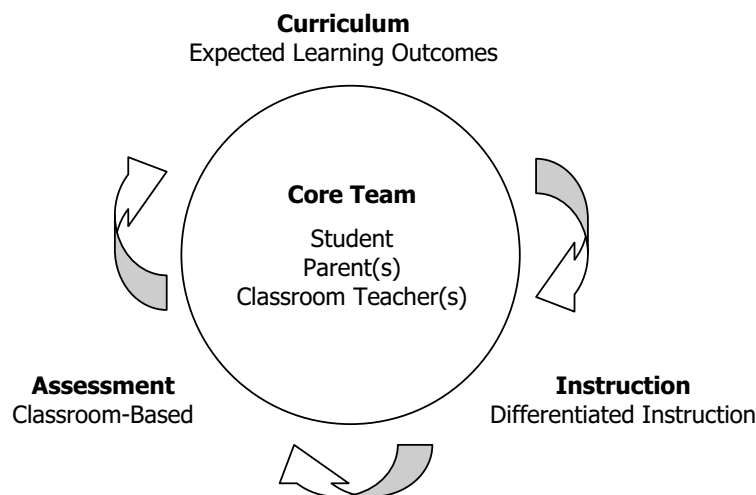 Curriculum
Expected Learning Outcomes
Core Team
Student
Parent(s)
Classroom Teacher(s)
Assessment
Classroom-Based
Instruction
Differentiated Instruction